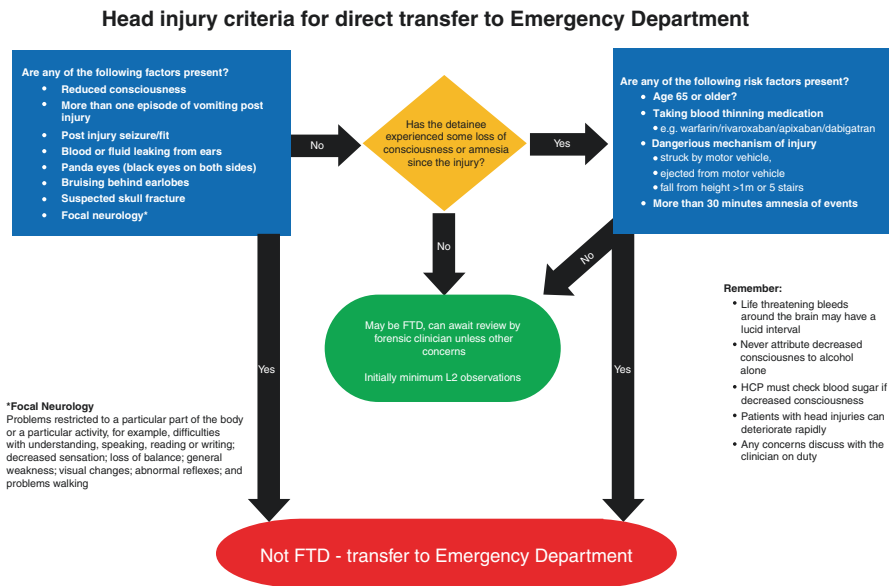 Head injury criteria for direct transfer to Emergency Department
Are any of the following factors present?
• Reduced consciousness
• More than one episode of vomiting post
injury
• Post injury seizure/fit
• Blood or fluid leaking from ears
• Panda eyes (black eyes on both sides)
• Bruising behind earlobes
• Suspected skull fracture
• Focal neurology*
No
Has the detainee
experienced some loss of
consciousness or amnesia
since the injury?
Yes
Are any of the following risk factors present?
• Age 65 or older?
• Taking blood thinning medication
• e.g. warfarin/rivaroxaban/apixaban/dabigatran
• Dangerious mechanism of injury
• struck by motor vehicle,
• ejected from motor vehicle
• fall from height >1m or 5 stairs
• More than 30 minutes amnesia of events
No
No
May be FTD, can await review by
forensic clinician unless other
concerns
Initially minimum L2 observations
Yes
Yes
Remember:
• Life threatening bleeds
around the brain may have a
lucid interval
• Never attribute decreased
consciousnes to alcohol
alone
• HCP must check blood sugar if
decreased consciousness
• Patients with head injuries can
deteriorate rapidly
• Any concerns discuss with the
clinician on duty
*Focal Neurology
Problems restricted to a particular part of the body
or a particular activity, for example, difficulties
with understanding, speaking, reading or writing;
decreased sensation; loss of balance; general
weakness; visual changes; abnormal reflexes; and
problems walking
Not FTD - transfer to Emergency Department